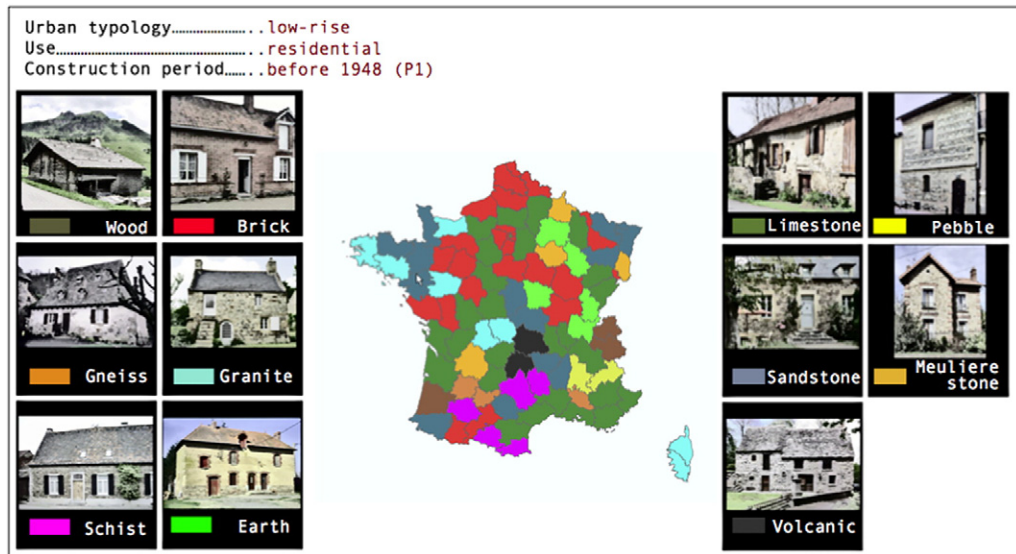 Urban typology................low-rise
Use................residential
Construction period........before 1948 (P1)
Wood
Brick
Limestone
Pebble
Gneiss
Granite
Sandstone
Meuliere
stone
Schist
Earth
Volcanic